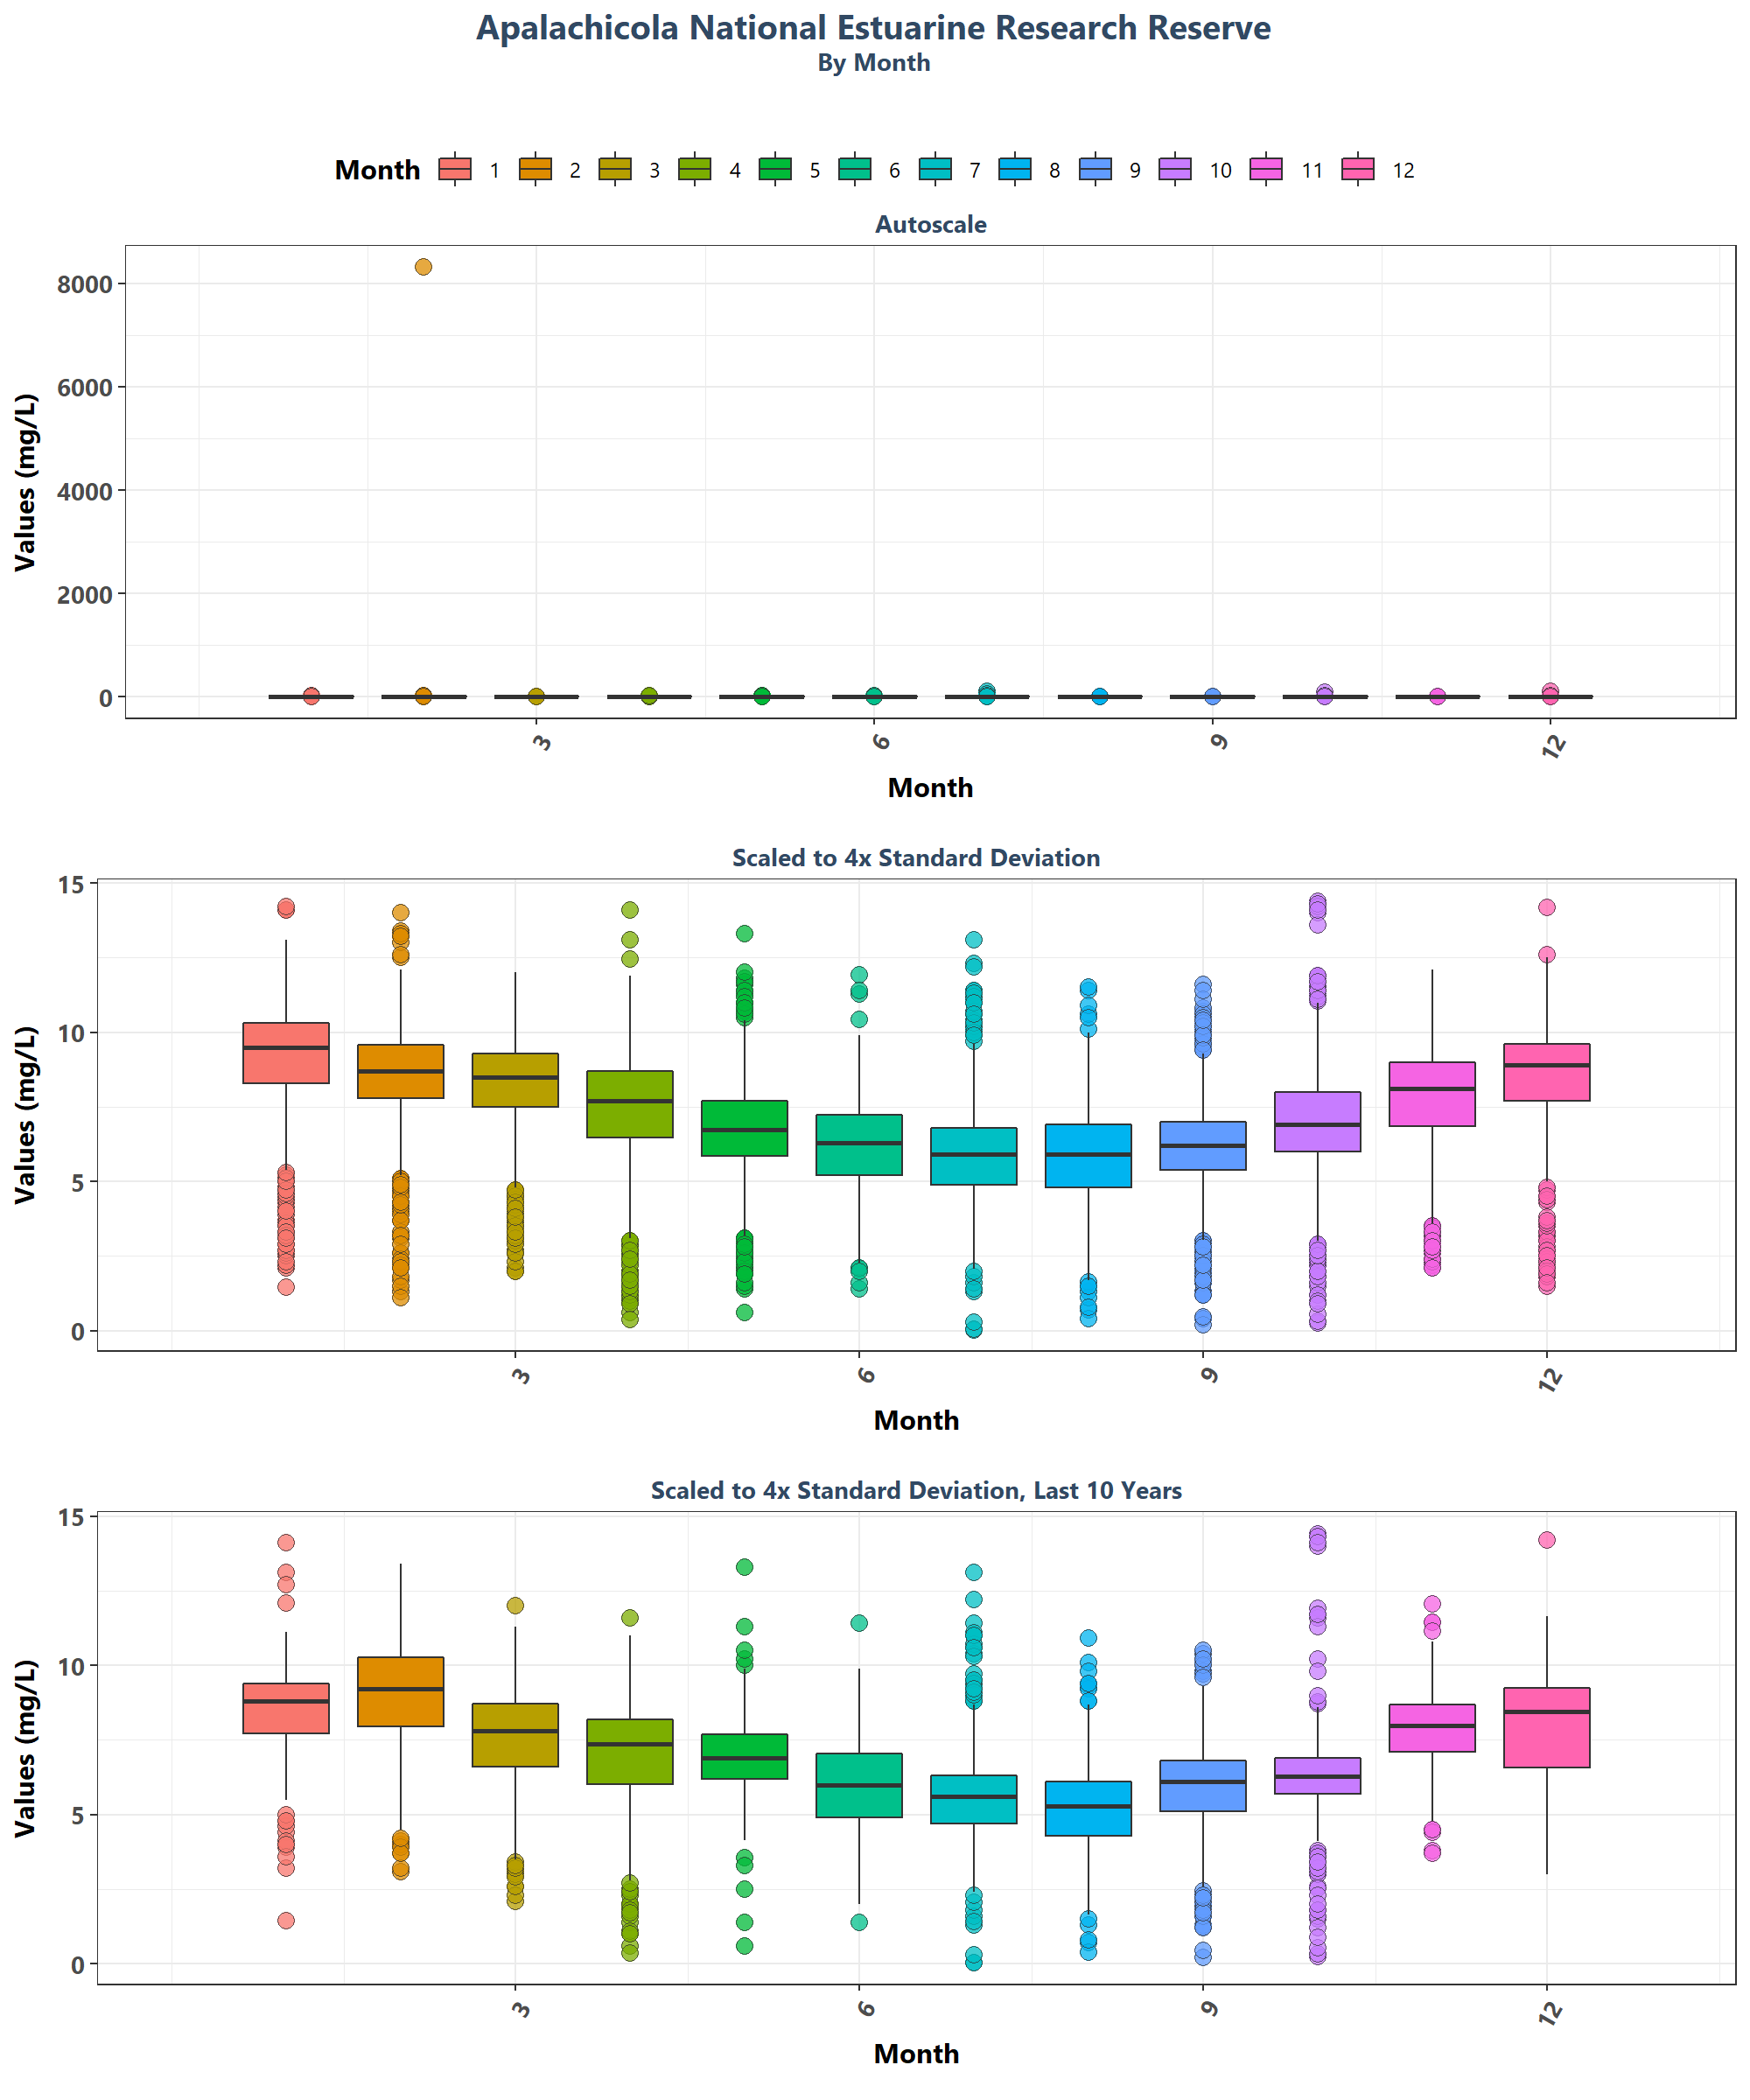 Apalachicola National Estuarine Research Reserve
By Month
Month 1 2 3 4 5 6 7 8 9 10 11 12
Autoscale
Values (mg/L)
8000
6000
4000
2000
0
3 6 9 12
Month
Scaled to 4x Standard Deviation
Values (mg/L)
15
10
5
0
3 6 9 12
Month
Scaled to 4x Standard Deviation, Last 10 Years
Values (mg/L)
15
10
5
0
3 6 9 12
Month